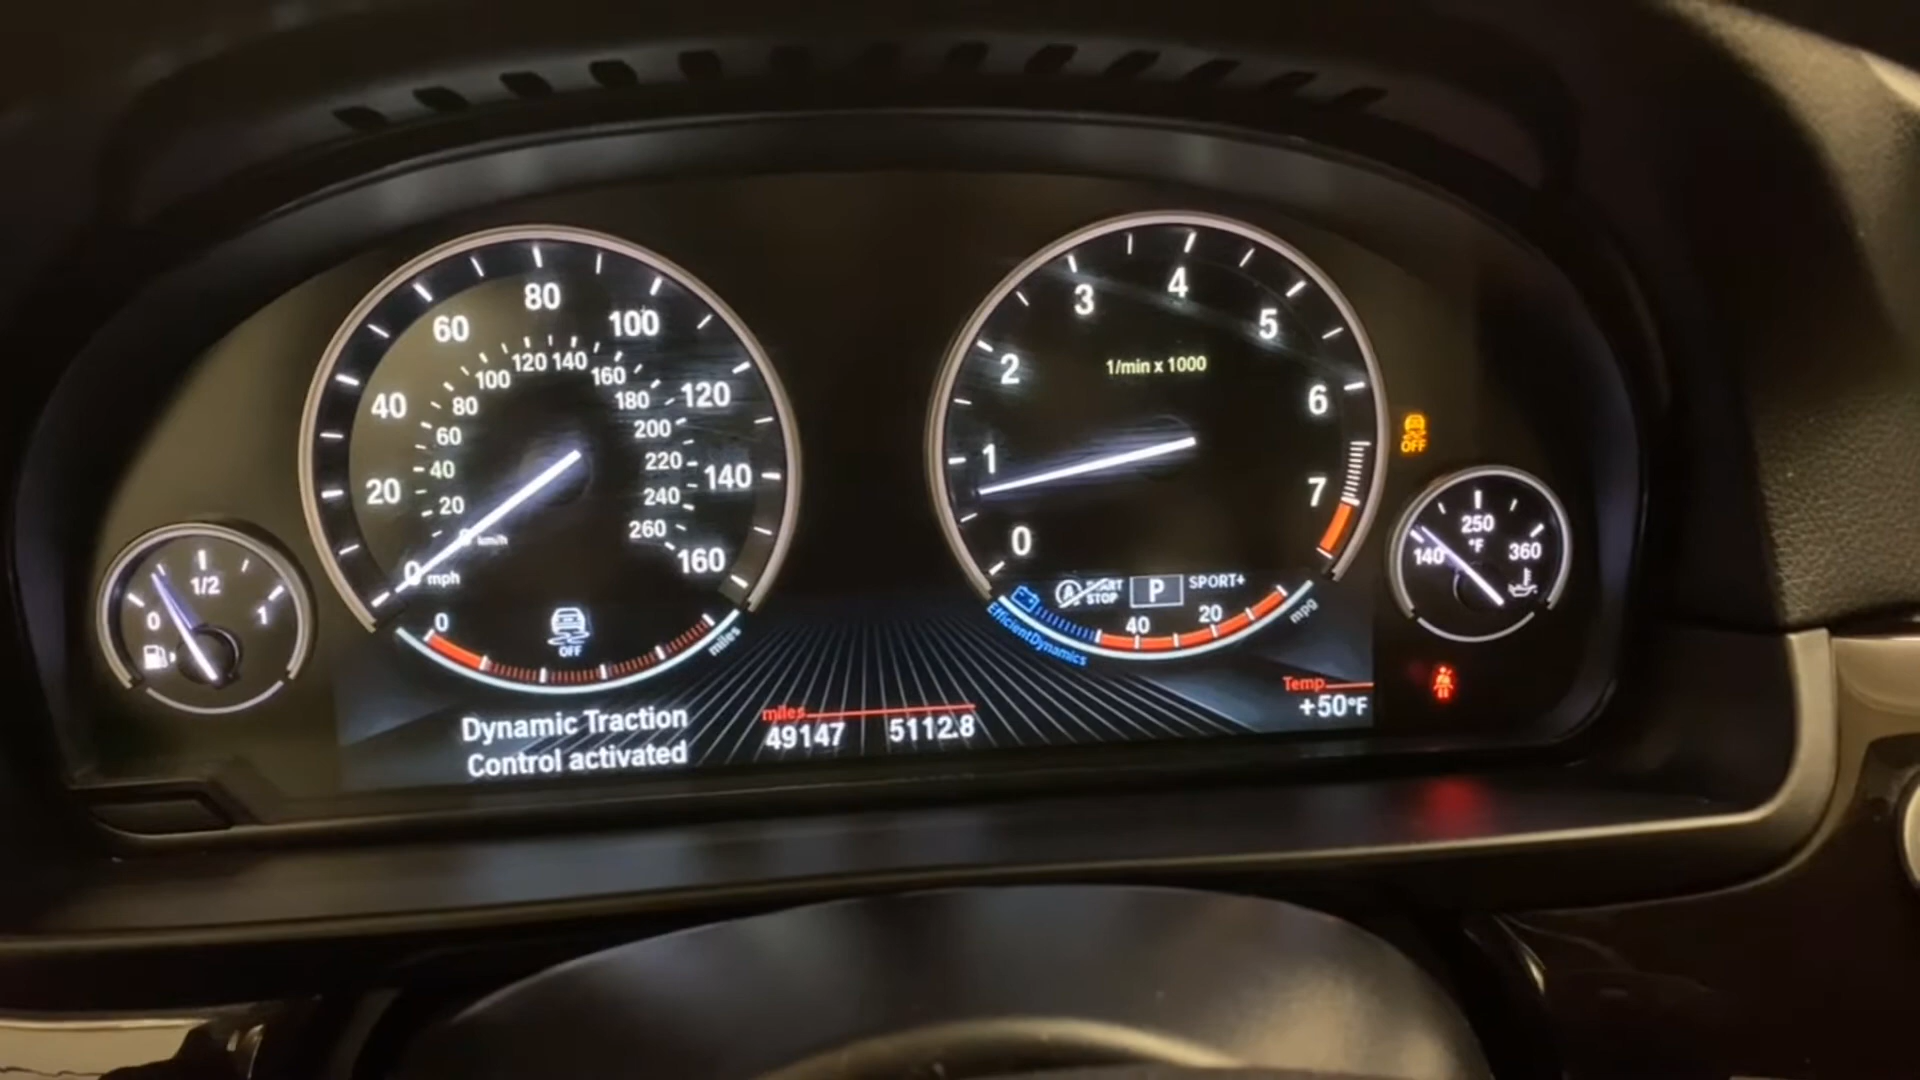 80
60
100
40
120
20
140
0 mph
160
120 140
100
160
80
180
60
200
40
220
20
240
0 km/h
260
0
OFF
miles
Dynamic Traction
Control activated
1/2
0
1
miles
49147 5112.8
4
3
5
1/min x 1000
2
6
1
7
0
A START
STOP
P
SPORT+
40
20
mpg
EfficientDynamics
Temp
+50°F
OFF
250
°F
140
360